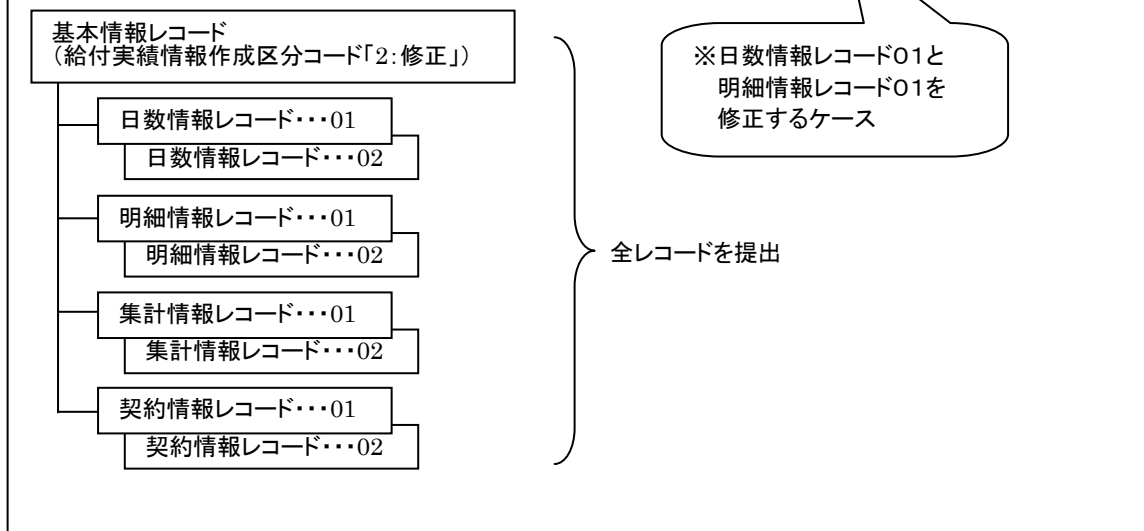 基本情報レコード
（給付実績情報作成区分コード「2:修正」）
※日数情報レコード01と
明細情報レコード01を
修正するケース
日数情報レコード・・・01
日数情報レコード・・・02
明細情報レコード・・・01
明細情報レコード・・・02
全レコードを提出
集計情報レコード・・・01
集計情報レコード・・・02
契約情報レコード・・・01
契約情報レコード・・・02